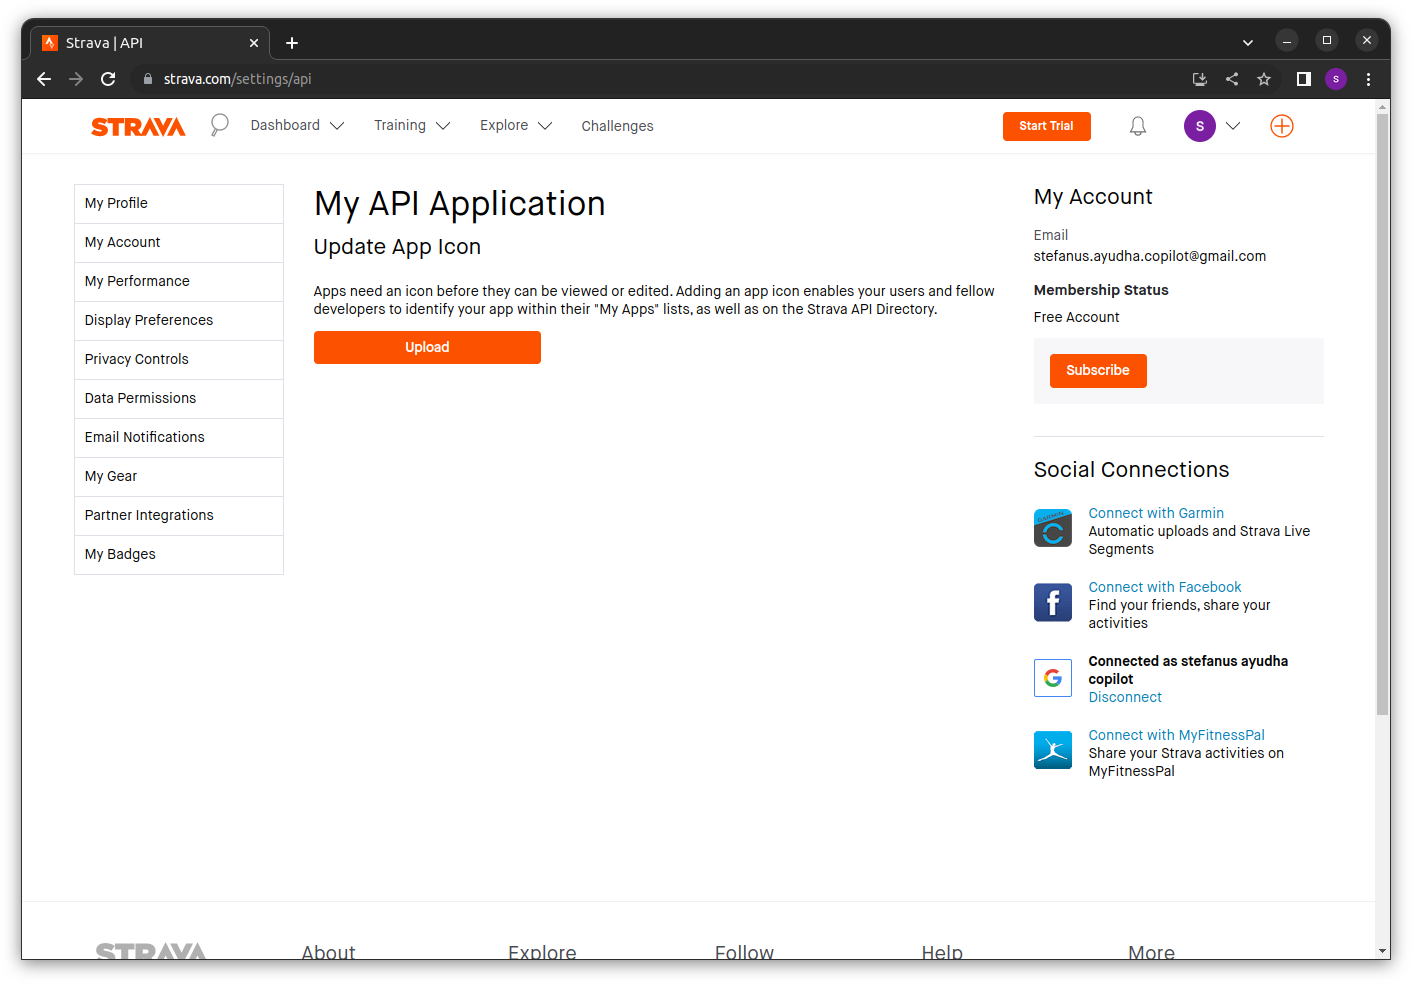 Strava | API
strava.com/settings/api
S
STRAVA
Dashboard
Training
Explore
Challenges
Start Trial
S
My Profile
My Account
My Performance
Display Preferences
Privacy Controls
Data Permissions
Email Notifications
My Gear
Partner Integrations
My Badges
My API Application
Update App Icon
Apps need an icon before they can be viewed or edited. Adding an app icon enables your users and fellow
developers to identify your app within their "My Apps" lists, as well as on the Strava API Directory.
Upload
My Account
Email
stefanus.ayudha.copilot@gmail.com
Membership Status
Free Account
Subscribe
Social Connections
GARMIN
Connect with Garmin
Automatic uploads and Strava Live
Segments
Connect with Facebook
Find your friends, share your
activities
Connected as stefanus ayudha
copilot
Disconnect
Connect with MyFitnessPal
Share your Strava activities on
MyFitnessPal
STRAVA
About
Explore
Follow
Help
More